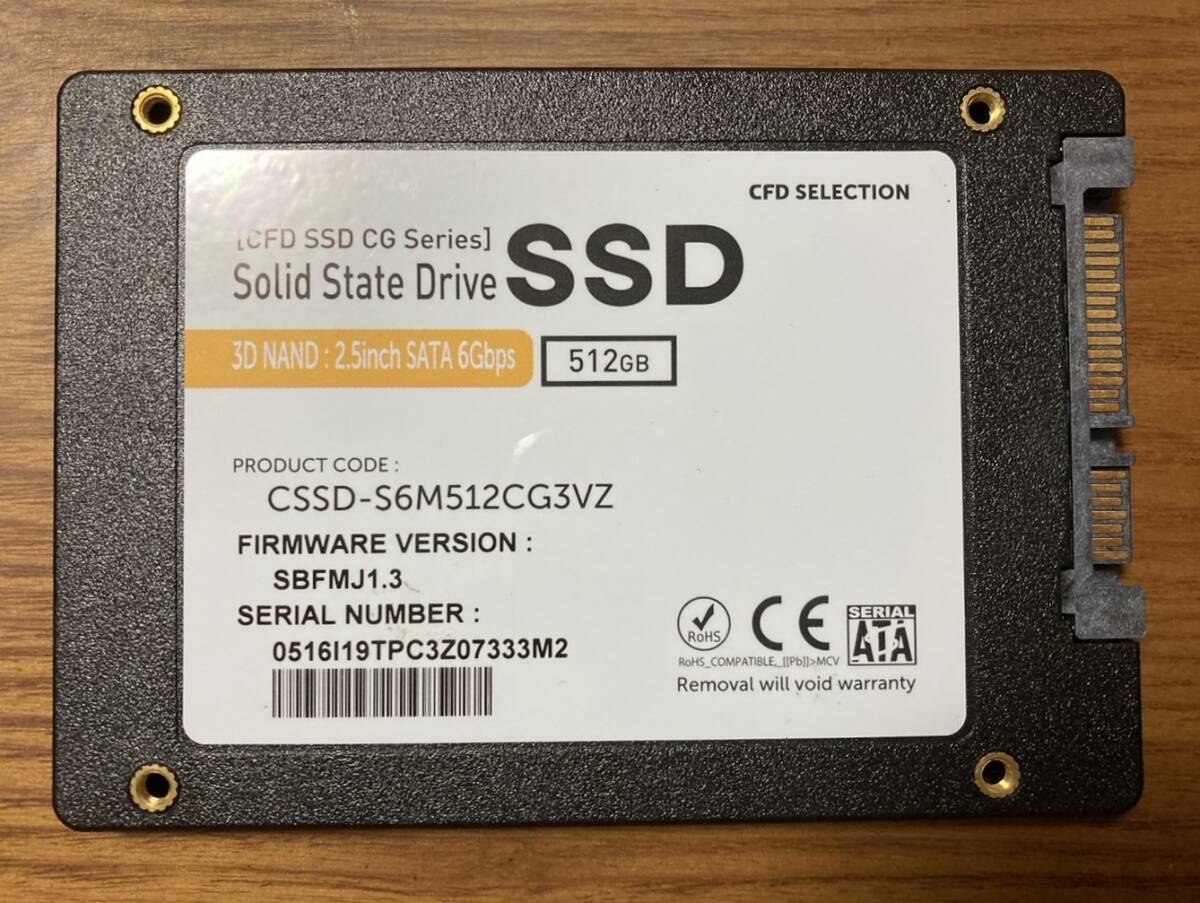 CFD SELECTION
[CFD SSD CG Series]
Solid State Drive SSD
3D NAND : 2.5inch SATA 6Gbps 512GB
PRODUCT CODE :
CSSD-S6M512CG3VZ
FIRMWARE VERSION :
SBFMJ1.3
SERIAL NUMBER :
0516I19TPC3Z07333M2
RoHS
CE
SERIAL
ATA
RoHS_COMPATIBLE,_[[Pb]]>MCV
Removal will void warranty